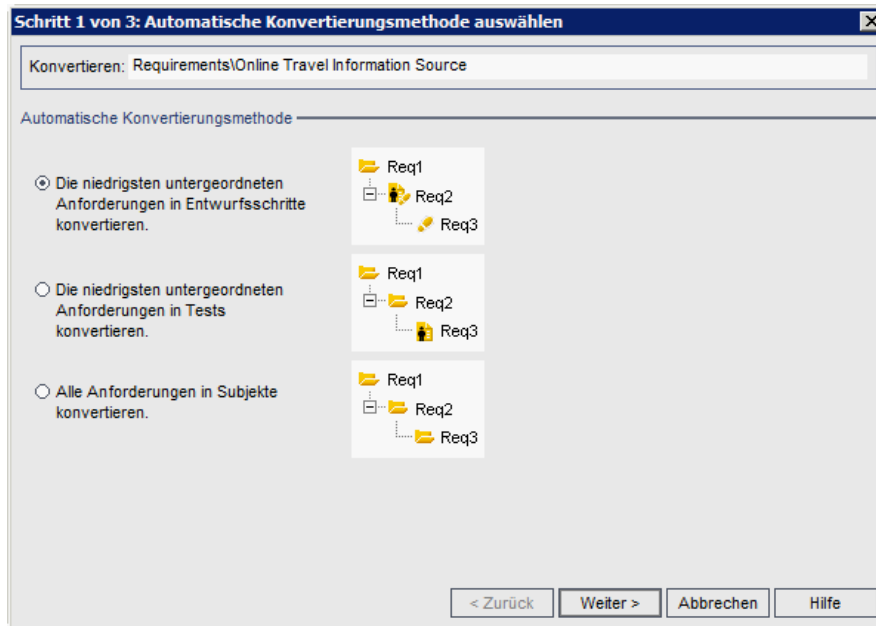 Schritt 1 von 3: Automatische Konvertierungsmethode auswählen
Konvertieren: Requirements\Online Travel Information Source
Automatische Konvertierungsmethode
Die niedrigsten untergeordneten
Anforderungen in Entwurfsschritte
konvertieren.
Req1
Req2
Req3
Die niedrigsten untergeordneten
Anforderungen in Tests
konvertieren.
Req1
Req2
Req3
Alle Anforderungen in Subjekte
konvertieren.
Req1
Req2
Req3
< Zurück Weiter > Abbrechen Hilfe